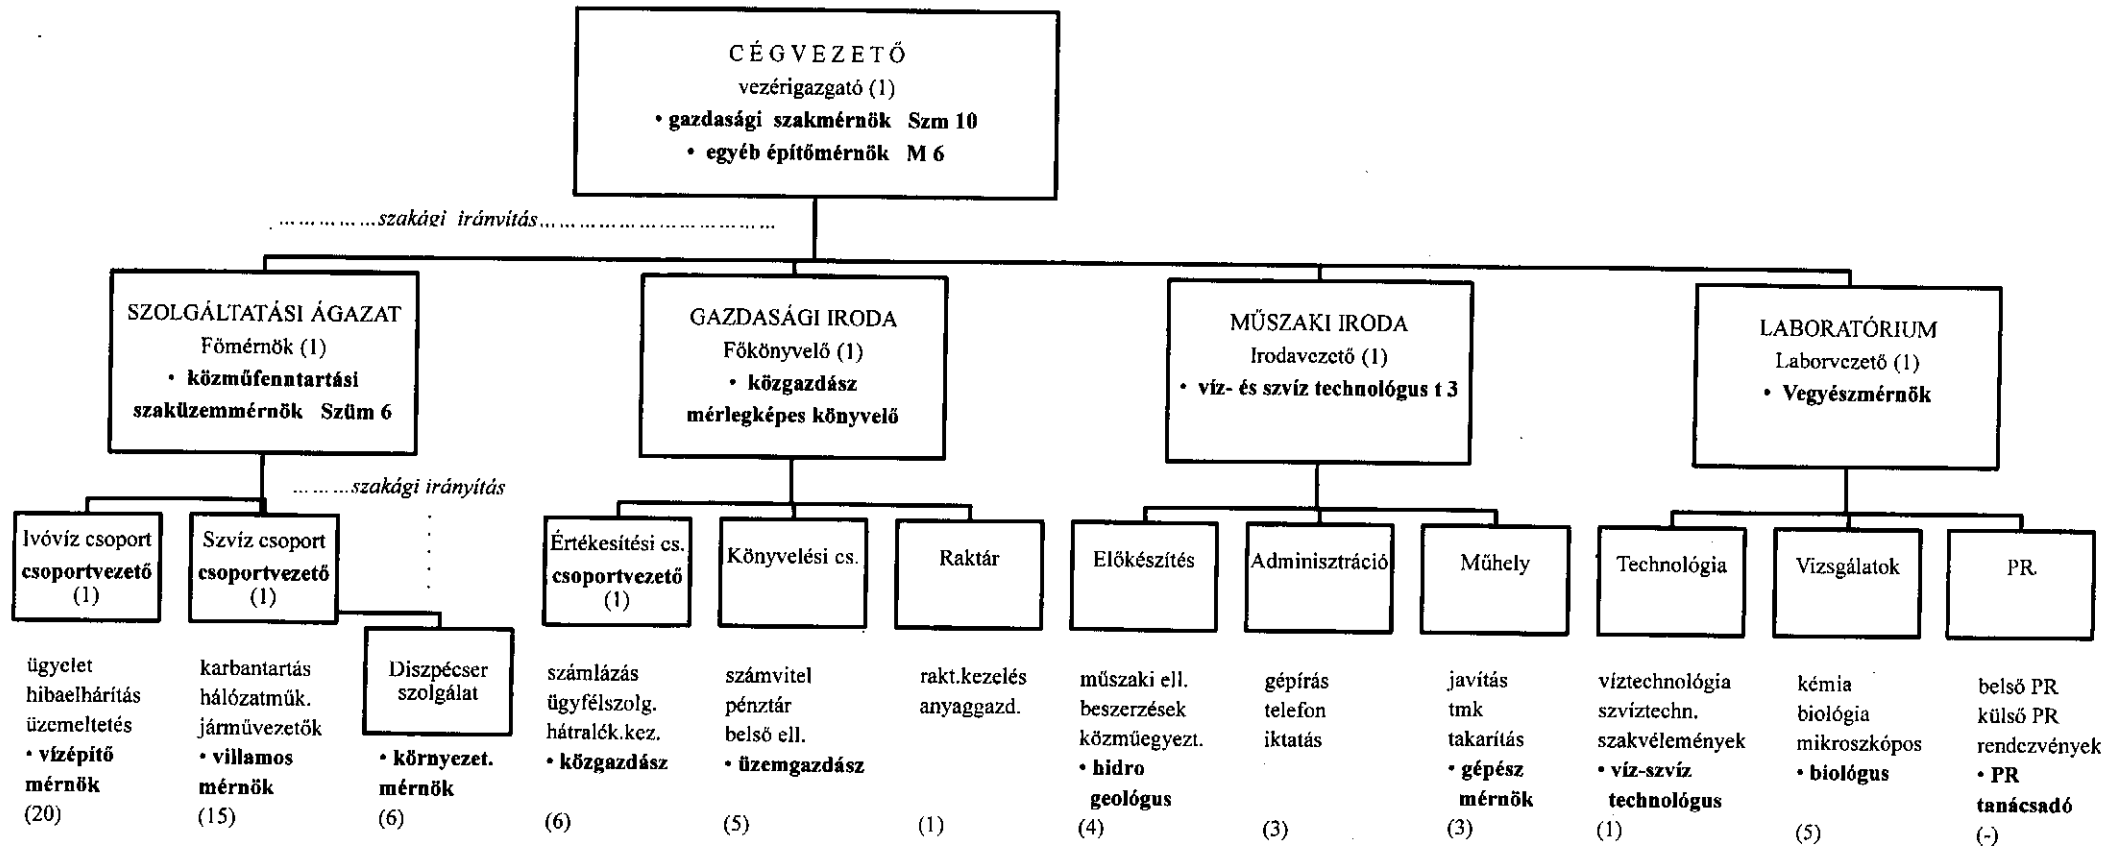 CÉGVEZETŐ
vezérigazgató (1)
• gazdasági szakmérnök Szm 10
• egyéb építőmérnök M 6
... ... ... ... ...szakági irányítás... ... ... ... ... ... ... ... ... ...
SZOLGÁLTATÁSI ÁGAZAT
Főmérnök (1)
• közműfenntartási
szaküzemmérnök Szüm 6
GAZDASÁGI IRODA
Főkönyvelő (1)
• közgazdász
mérlegképes könyvelő
MŰSZAKI IRODA
Irodavezető (1)
• víz- és szvíz technológus t 3
LABORATÓRIUM
Laborvezető (1)
• Vegyészmérnök
... ... ...szakági irányítás
Ivóvíz csoport
csoportvezető
(1)
Szvíz csoport
csoportvezető
(1)
Diszpécser
szolgálat
Értékesítési cs.
csoportvezető
(1)
Könyvelési cs.
Raktár
Előkészítés
Adminisztráció
Műhely
Technológia
Vizsgálatok
PR.
ügyelet
hibaelhárítás
üzemeltetés
• vízépítő
mérnök
(20)
karbantartás
hálózatműk.
járművezetők
• villamos
mérnök
(15)
• környezet.
mérnök
(6)
számlázás
ügyfélszolg.
hátralék.kez.
• közgazdász
(6)
számvitel
pénztár
belső ell.
• üzemgazdász
(5)
rakt.kezelés
anyaggazd.
(1)
műszaki ell.
beszerzések
közműegyezt.
• hidro
geológus
(4)
gépírás
telefon
iktatás
(3)
javítás
tmk
takarítás
• gépész
mérnök
(3)
víztechnológia
szvíztechn.
szakvélemények
• víz-szvíz
technológus
(1)
kémia
biológia
mikroszkópos
• biológus
(5)
belső PR
külső PR
rendezvények
• PR
tanácsadó
(-)